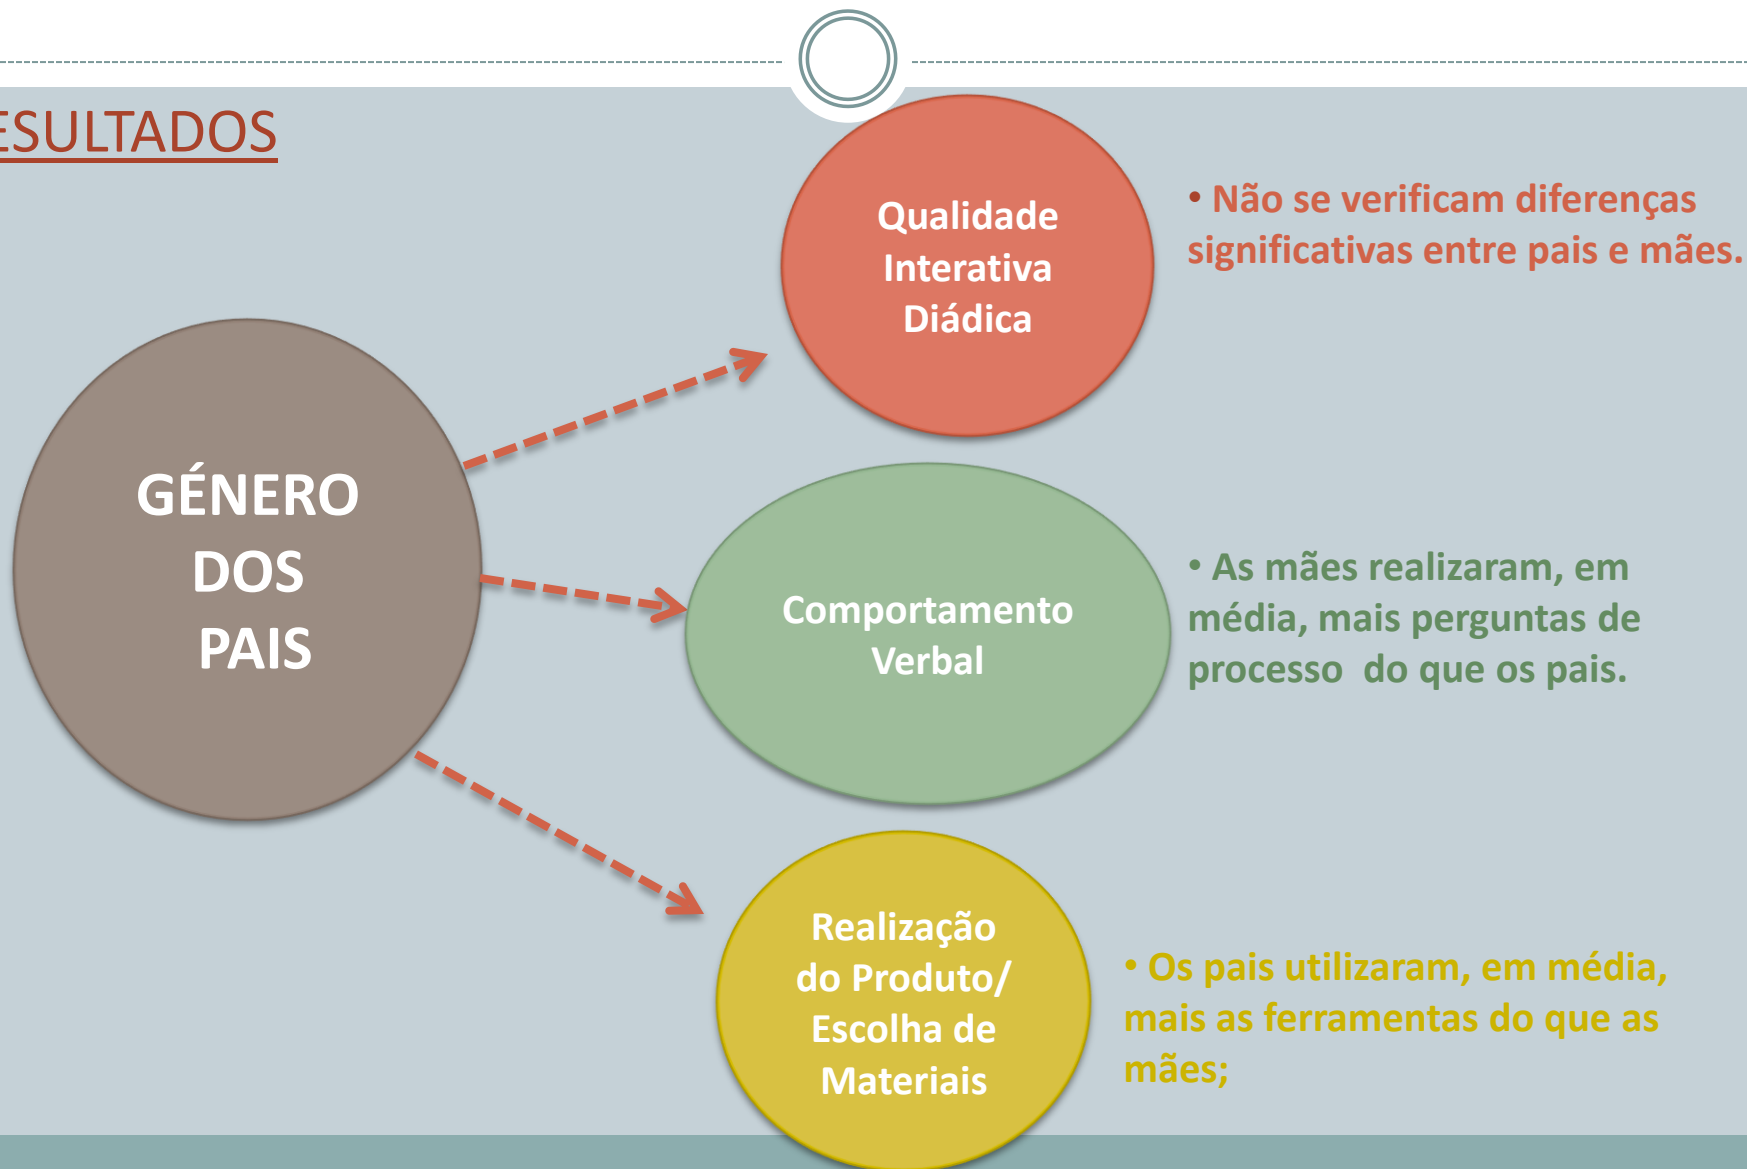 ESULTADOS
Qualidade
Interativa
Diádica
• Não se verificam diferenças
significativas entre pais e mães.
GÉNERO
DOS
PAIS
Comportamento
Verbal
• As mães realizaram, em
média, mais perguntas de
processo do que os pais.
Realização
do Produto/
Escolha de
Materiais
• Os pais utilizaram, em média,
mais as ferramentas do que as
mães;